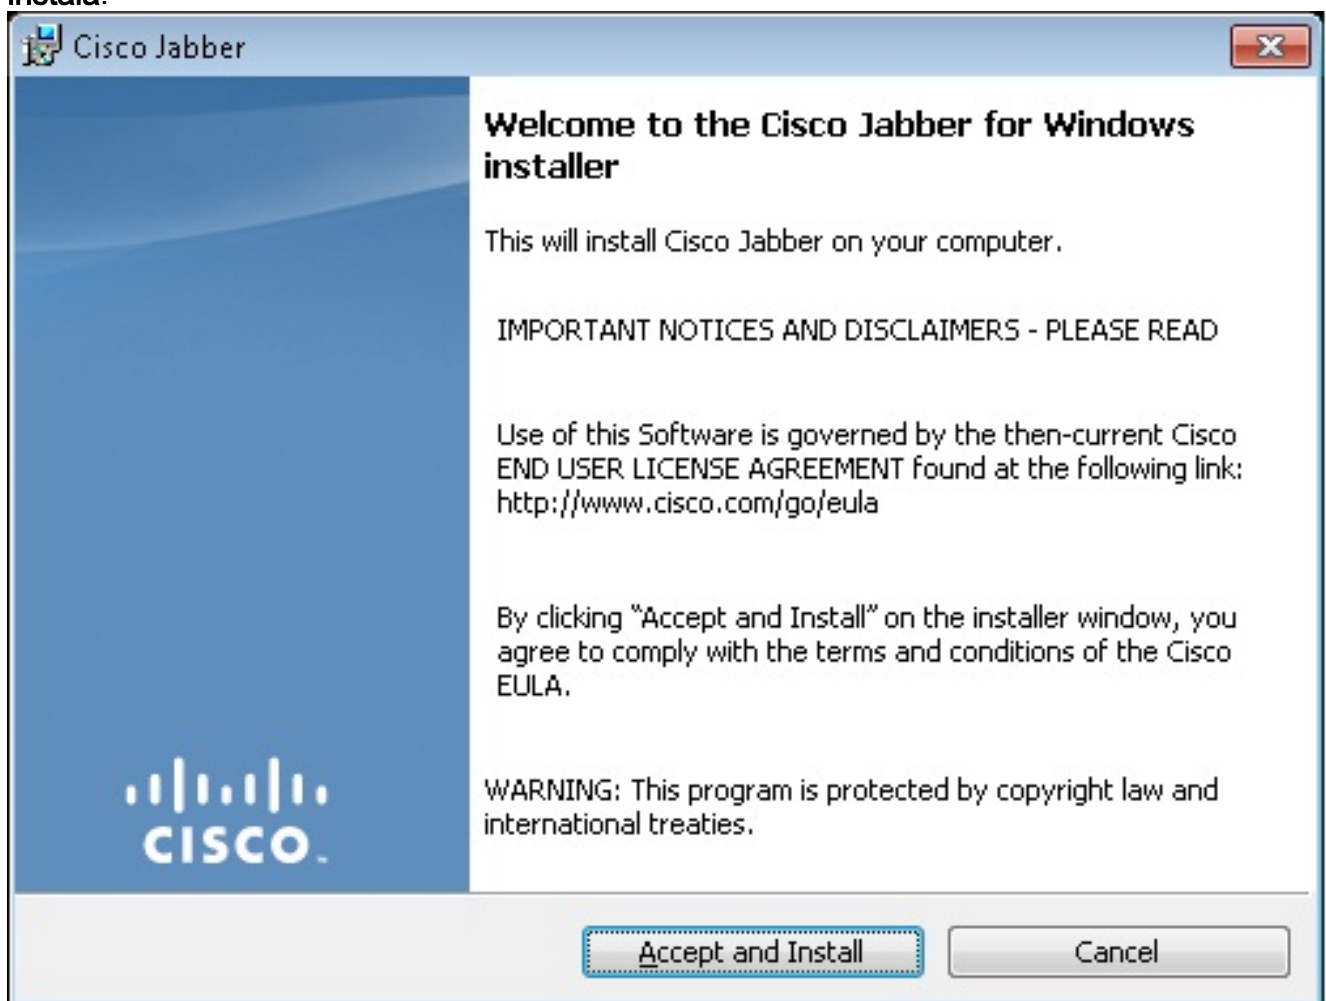 instala:
Cisco Jabber
Welcome to the Cisco Jabber for Windows
installer
This will install Cisco Jabber on your computer.
IMPORTANT NOTICES AND DISCLAIMERS - PLEASE READ
Use of this Software is governed by the then-current Cisco
END USER LICENSE AGREEMENT found at the following link:
http://www.cisco.com/go/eula
By clicking “Accept and Install” on the installer window, you
agree to comply with the terms and conditions of the Cisco
EULA.
WARNING: This program is protected by copyright law and
international treaties.
CISCO
Accept and Install
Cancel